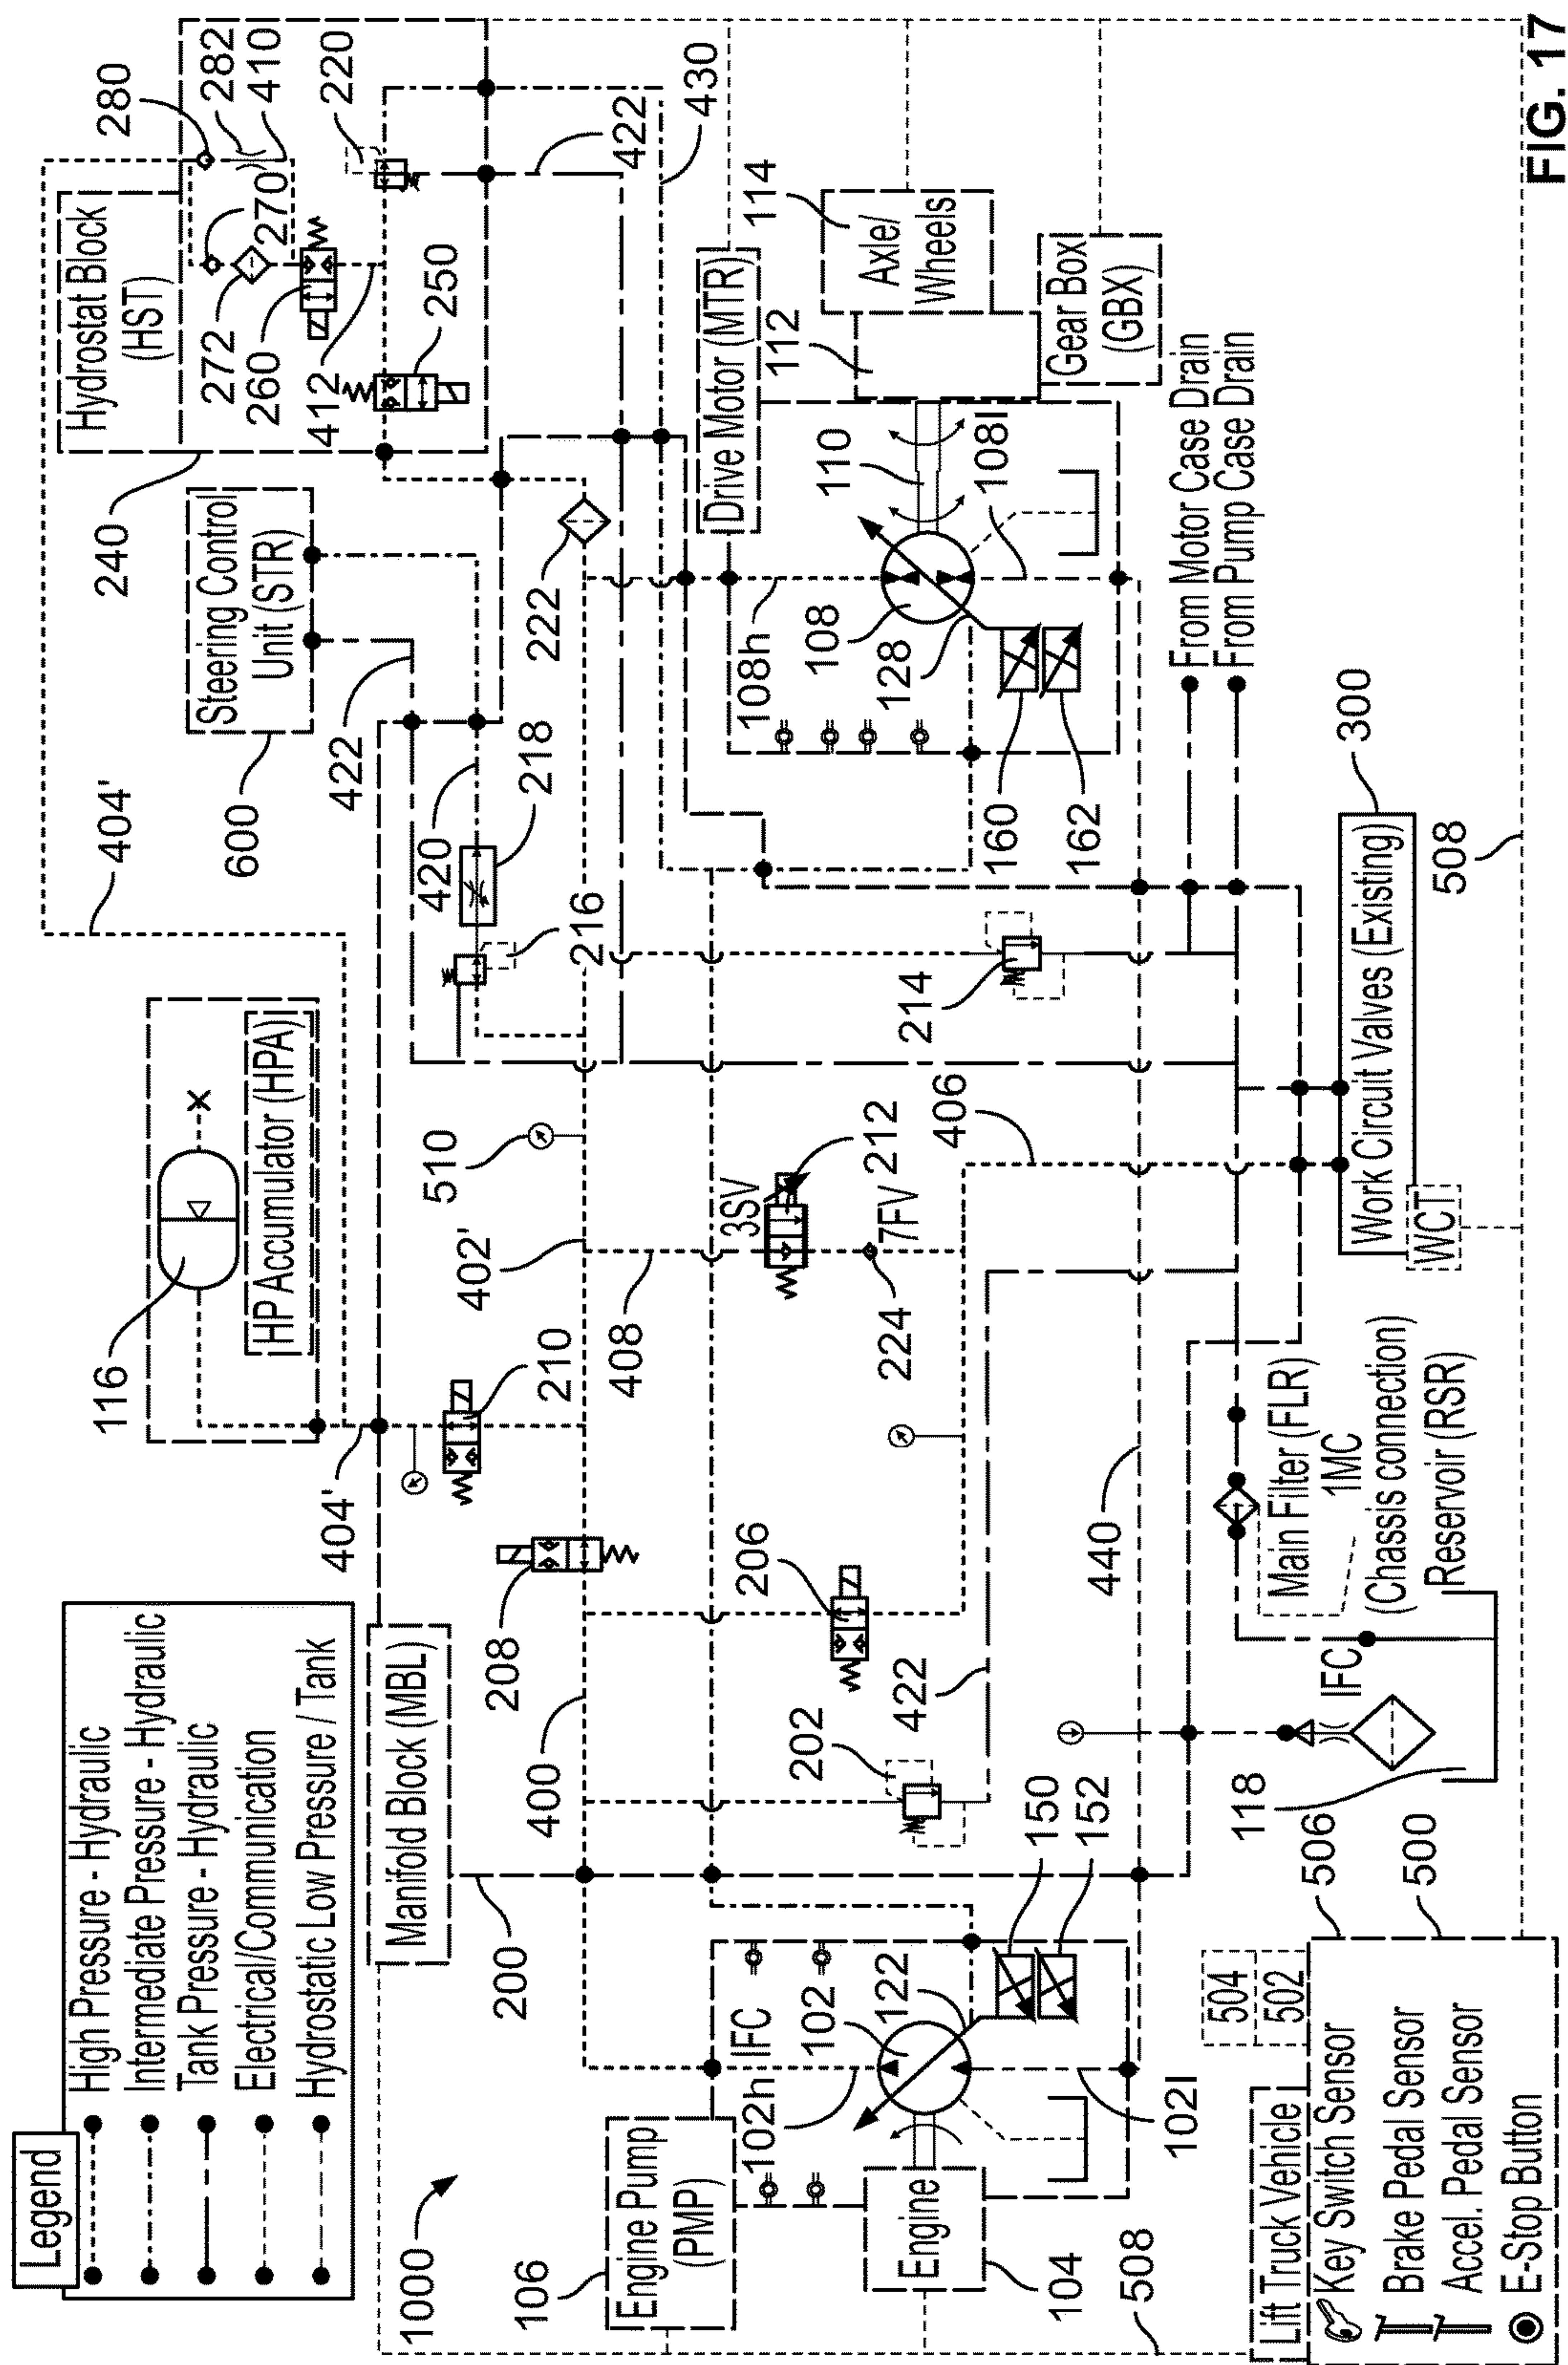 Legend
High Pressure - Hydraulic
Intermediate Pressure - Hydraulic
Tank Pressure - Hydraulic
Electrical/Communication
Hydrostatic Low Pressure / Tank
1000
106
Engine Pump
(PMP)
102h
IFC
102
122
Engine
104
508
102l
150
152
Manifold Block (MBL)
200
400
202
422
206
208
404'
210
116
HP Accumulator (HPA)
404'
402'
408
510
3SV
212
7FV
224
406
440
214
216
218
420
422
600
Steering Control
Unit (STR)
222
240
Hydrostat Block
(HST)
272
260
412
270
250
280
282
410
220
430
422
Drive Motor (MTR)
108h
108
128
110
108l
112
114
Axle/
Wheels
Gear Box
(GBX)
160
162
From Motor Case Drain
From Pump Case Drain
300
Work Circuit Valves (Existing)
WCT
508
Main Filter (FLR)
1MC
(Chassis connection)
Reservoir (RSR)
IFC
118
506
500
504
502
Lift Truck Vehicle
Key Switch Sensor
Brake Pedal Sensor
Accel. Pedal Sensor
E-Stop Button
FIG. 17